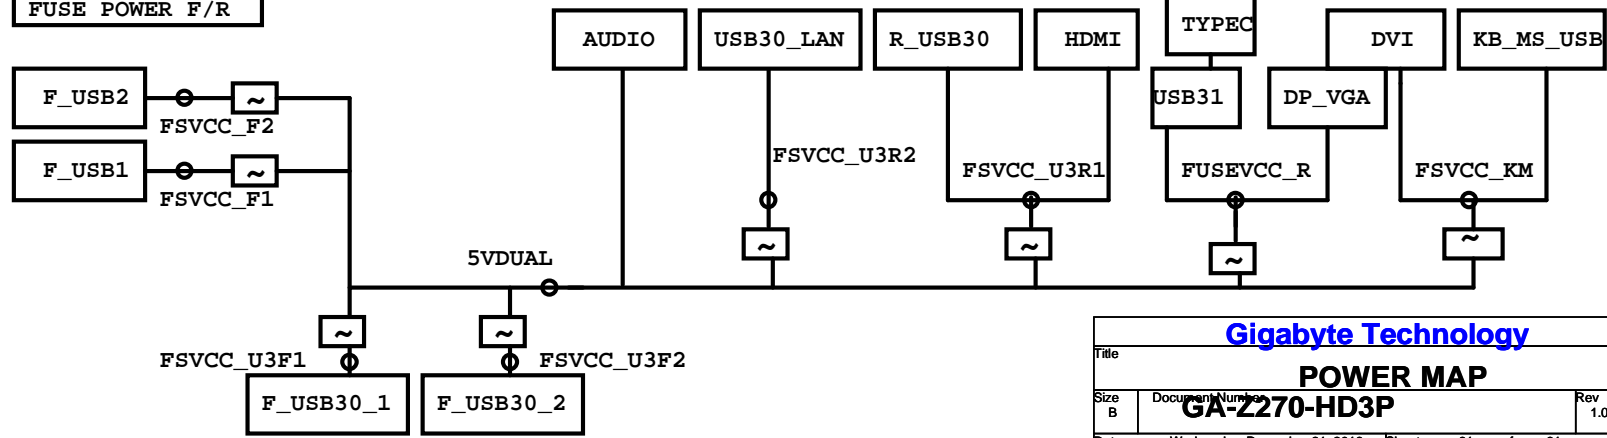 FUSE POWER F/R
AUDIO
USB30_LAN
R_USB30
HDMI
TYPEC
DVI
KB_MS_USB
F_USB2
USB31
DP_VGA
FSVCC_F2
F_USB1
FSVCC_U3R2
FSVCC_U3R1
FUSEVCC_R
FSVCC_KM
FSVCC_F1
5VDUAL
FSVCC_U3F1
FSVCC_U3F2
F_USB30_1
F_USB30_2
Gigabyte Technology
Title
POWER MAP
Size
Document Number
Rev
B
GA-Z270-HD3P
1.0